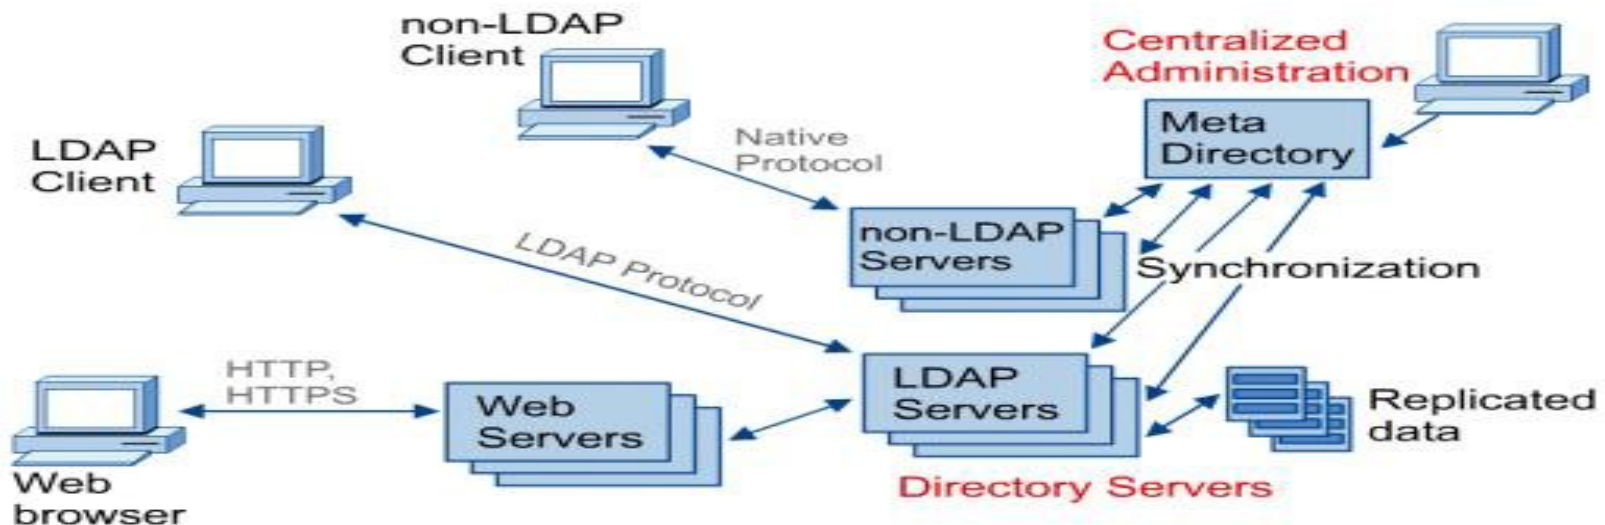 non-LDAP
Client
Centralized
Administration
LDAP
Client
Native
Protocol
Meta
Directory
non-LDAP
Servers
LDAP Protocol
Synchronization
HTTP,
HTTPS
Web
Servers
LDAP
Servers
Replicated
data
Web
browser
Directory Servers